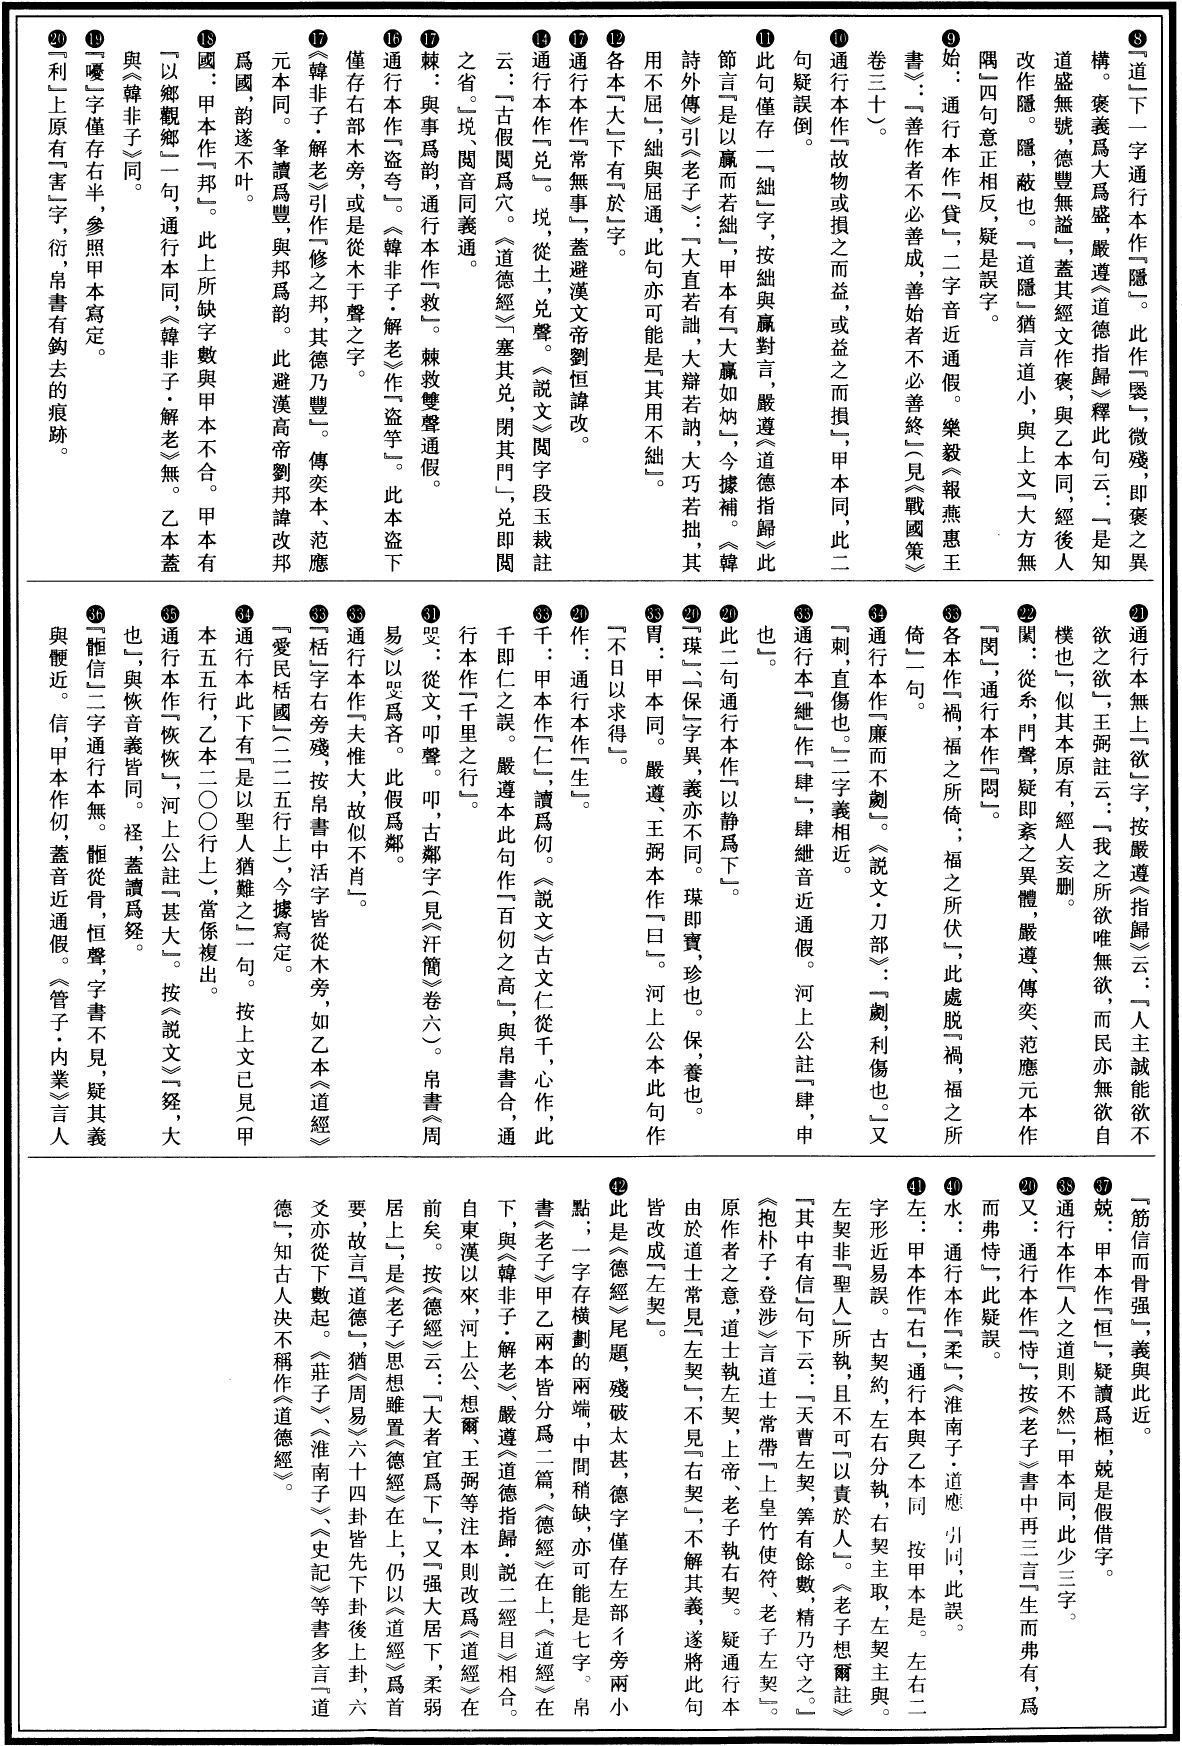 ❽『道』下一字通行本作『隱』。此作『襃』，微殘，即褒之異
構。褒義爲大爲盛，嚴遵《道德指歸》釋此句云：『是知
道盛無號，德豐無謚』，蓋其經文作褒，與乙本同，經後人
改作隱。隱，蔽也。『道隱』猶言道小，與上文『大方無
隅』四句意正相反，疑是誤字。
❾始：通行本作『貸』，二字音近通假。樂毅《報燕惠王
書》：『善作者不必善成，善始者不必善終』（見《戰國策》
卷三十）。
❿通行本作『故物或損之而益，或益之而損』，甲本同，此二
句疑誤倒。
⓫此句僅存一『絀』字，按絀與贏對言，嚴遵《道德指歸》此
節言『是以贏而若絀』，甲本有『大贏如㶧』，今據補。《韓
詩外傳》引《老子》：『大直若詘，大辯若訥，大巧若拙，其
用不屈』，絀與屈通，此句亦可能是『其用不絀』。
⓬各本『大』下有『於』字。
⓱通行本作『常無事』，蓋避漢文帝劉恒諱改。
⓮通行本作『兌』。㙂，從土，兌聲。《説文》閲字段玉裁註
云：『古假閲爲穴。《道德經》「塞其兌，閉其門」，兌即閲
之省。』㙂、閲音同義通。
⓱棘：與事爲韵，通行本作『救』。棘救雙聲通假。
⓰通行本作『盜夸』。《韓非子·解老》作『盜竽』。此本盜下
僅存右部木旁，或是從木于聲之字。
⓱《韓非子·解老》引作『修之邦，其德乃豐』。傳奕本、范應
元本同。夆讀爲豐，與邦爲韵。此避漢高帝劉邦諱改邦
爲國，韵遂不叶。
⓲國：甲本作『邦』。此上所缺字數與甲本不合。甲本有
『以鄉觀鄉』一句，通行本同，《韓非子·解老》無。乙本蓋
與《韓非子》同。
⓳『嚘』字僅存右半，參照甲本寫定。
⓴『利』上原有『害』字，衍，帛書有鈎去的痕跡。
㉑通行本無上『欲』字，按嚴遵《指歸》云：『人主誠能欲不
欲之欲』，王弼註云：『我之所欲唯無欲，而民亦無欲自
樸也』，似其本原有，經人妄删。
㉒䦎：從糸，門聲，疑即紊之異體，嚴遵、傳奕、范應元本作
『閔』，通行本作『悶』。
㉝各本作『禍，福之所倚；福之所伏』，此處脱『禍，福之所
倚』一句。
㉞通行本作『廉而不劌』。《説文·刀部》：『劌，利傷也。』又
『刺，直傷也。』二字義相近。
㉝通行本『紲』作『肆』，肆紲音近通假。河上公註『肆，申
也』。
⓴此二句通行本作『以静爲下』。
⓴『㻄』、『保』字異，義亦不同。㻄即寶，珍也。保，養也。
㉝胃：甲本同。嚴遵、王弼本作『曰』。河上公本此句作
『不日以求得』。
⓴作：通行本作『生』。
㉝千：甲本作『仁』，讀爲仞。《説文》古文仁從千，心作，此
千即仁之誤。嚴遵本此句作『百仞之高』，與帛書合，通
行本作『千里之行』。
㉛㖁：從文，吅聲。吅，古鄰字（見《汗簡》卷六）。帛書《周
易》以㖁爲吝。此假爲鄰。
㉝通行本作『夫惟大，故似不肖』。
㉝『栝』字右旁殘，按帛書中活字皆從木旁，如乙本《道經》
『愛民栝國』（二二五行上），今據寫定。
㉞通行本此下有『是以聖人猶難之』一句。按上文已見（甲
本五五行，乙本二〇〇行上），當係複出。
㉟通行本作『恢恢』，河上公註『甚大』。按《説文》『䋄，大
也』，與恢音義皆同。䘭，蓋讀爲䋄。
㊱『䯈信』二字通行本無。䯈從骨，恒聲，字書不見，疑其義
與骾近。信，甲本作仞，蓋音近通假。《管子·内業》言人
『筋信而骨强』，義與此近。
㊲兢：甲本作『恒』，疑讀爲桓，兢是假借字。
㊳通行本作『人之道則不然』，甲本同，此少三字。
⓴又：通行本作『恃』，按《老子》書中再三言『生而弗有，爲
而弗恃』，此疑誤。
㊵水：通行本作『柔』，《淮南子·道應 引同，此誤。
㊶左：甲本作『右』，通行本與乙本同 按甲本是。左右二
字形近易誤。古契約，左右分執，右契主取，左契主與。
左契非『聖人』所執，且不可『以責於人』。《老子想爾註》
『其中有信』句下云：『天曹左契，筭有餘數，精乃守之。』
《抱朴子·登涉》言道士常帶『上皇竹使符、老子左契』。
原作者之意，道士執左契，上帝、老子執右契。疑通行本
由於道士常見『左契』，不見『右契』，不解其義，遂將此句
皆改成『左契』。
㊷此是《德經》尾題，殘破太甚，德字僅存左部彳旁兩小
點；一字存横劃的兩端，中間稍缺，亦可能是七字。帛
書《老子》甲乙兩本皆分爲二篇，《德經》在上，《道經》在
下，與《韓非子·解老》、嚴遵《道德指歸·説二經目》相合。
自東漢以來，河上公、想爾、王弼等注本則改爲《道經》在
前矣。按《德經》云：『大者宜爲下』，又『强大居下，柔弱
居上』，是《老子》思想雖置《德經》在上，仍以《道經》爲首
要，故言『道德』，猶《周易》六十四卦皆先下卦後上卦，六
爻亦從下數起。《莊子》、《淮南子》、《史記》等書多言『道
德』，知古人决不稱作《道德經》。